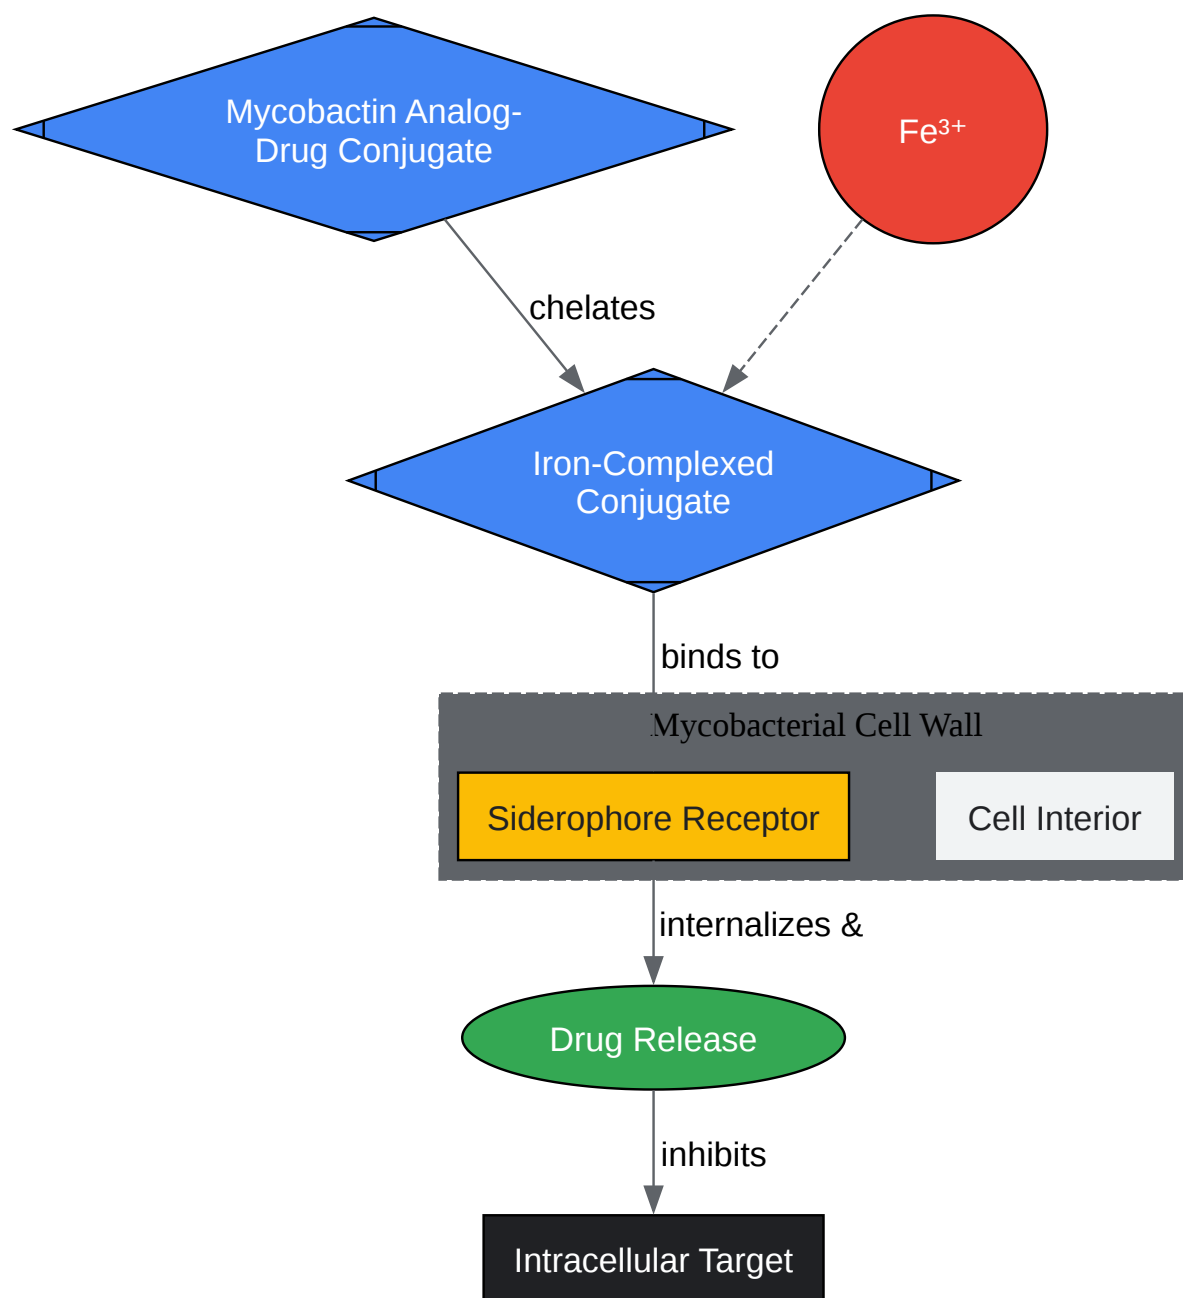 Mycobactin Analog-
Drug Conjugate
Fe³⁺
chelates
Iron-Complexed
Conjugate
binds to
Mycobacterial Cell Wall
Siderophore Receptor
Cell Interior
internalizes &
Drug Release
inhibits
Intracellular Target